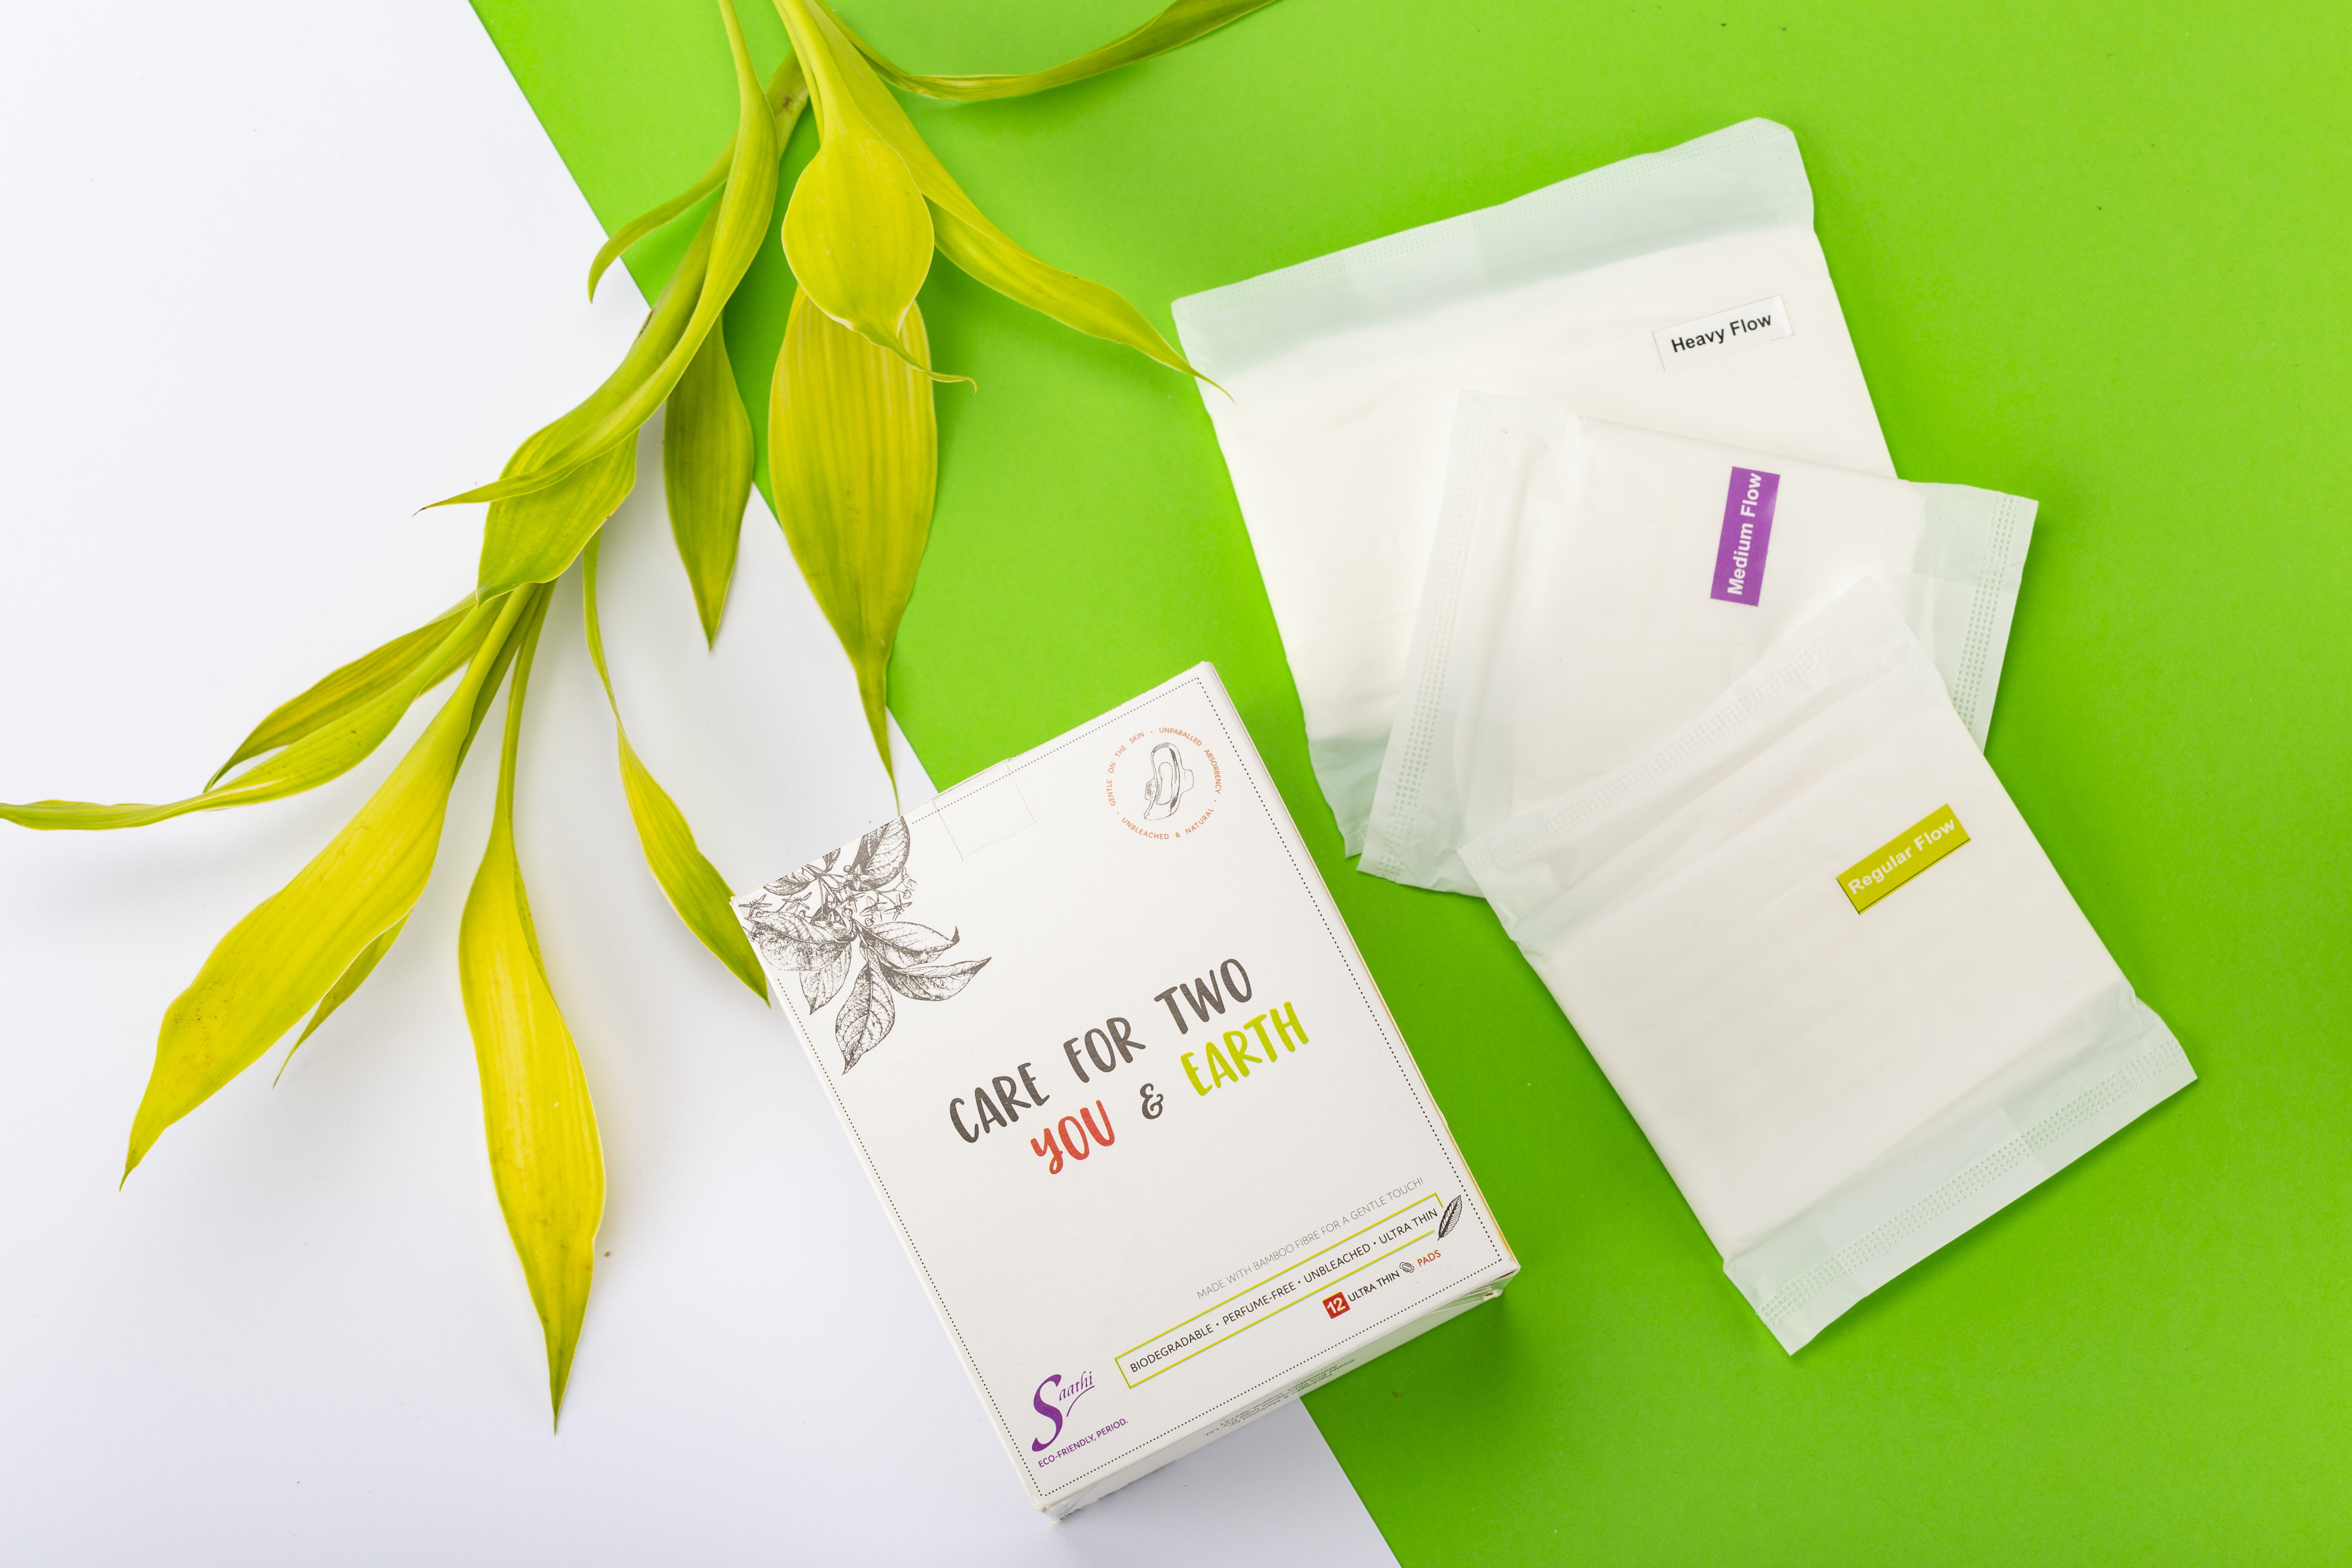 Heavy Flow
Medium Flow
Regular Flow
GENTLE ON THE SKIN · UNPARALLED ABSORBENCY · UNBLEACHED & NATURAL ·
CARE FOR TWO
YOU & EARTH
MADE WITH BAMBOO FIBRE FOR A GENTLE TOUCH!
BIODEGRADABLE • PERFUME-FREE • UNBLEACHED • ULTRA THIN
12 ULTRA THIN PADS
Saathi
ECO-FRIENDLY, PERIOD.